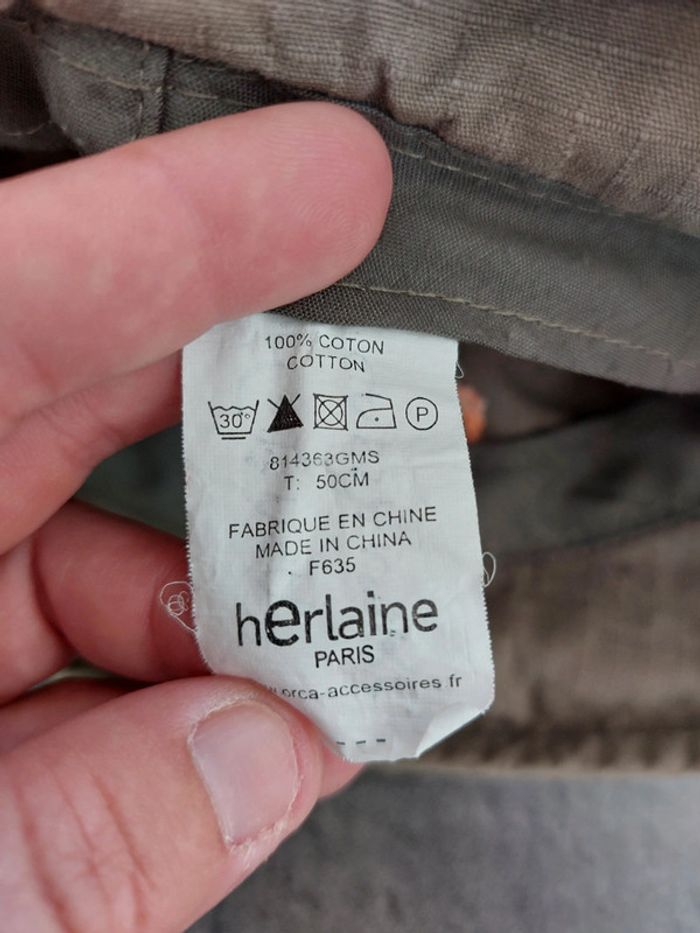 100% COTON
COTTON
30°
P
814363GMS
T: 50CM
FABRIQUE EN CHINE
MADE IN CHINA
F635
herlaine
PARIS
orca-accessoires fr